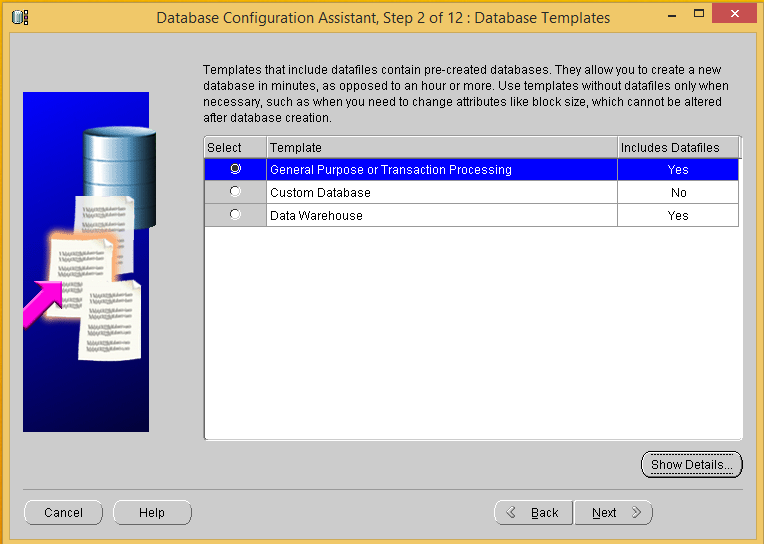 Database Configuration Assistant, Step 2 of 12 : Database Templates
Templates that include datafiles contain pre-created databases. They allow you to create a new
database in minutes, as opposed to an hour or more. Use templates without datafiles only when
necessary, such as when you need to change attributes like block size, which cannot be altered
after database creation.
Select Template Includes Datafiles
General Purpose or Transaction Processing Yes
Custom Database No
Data Warehouse Yes
Show Details...
Cancel Help Back Next